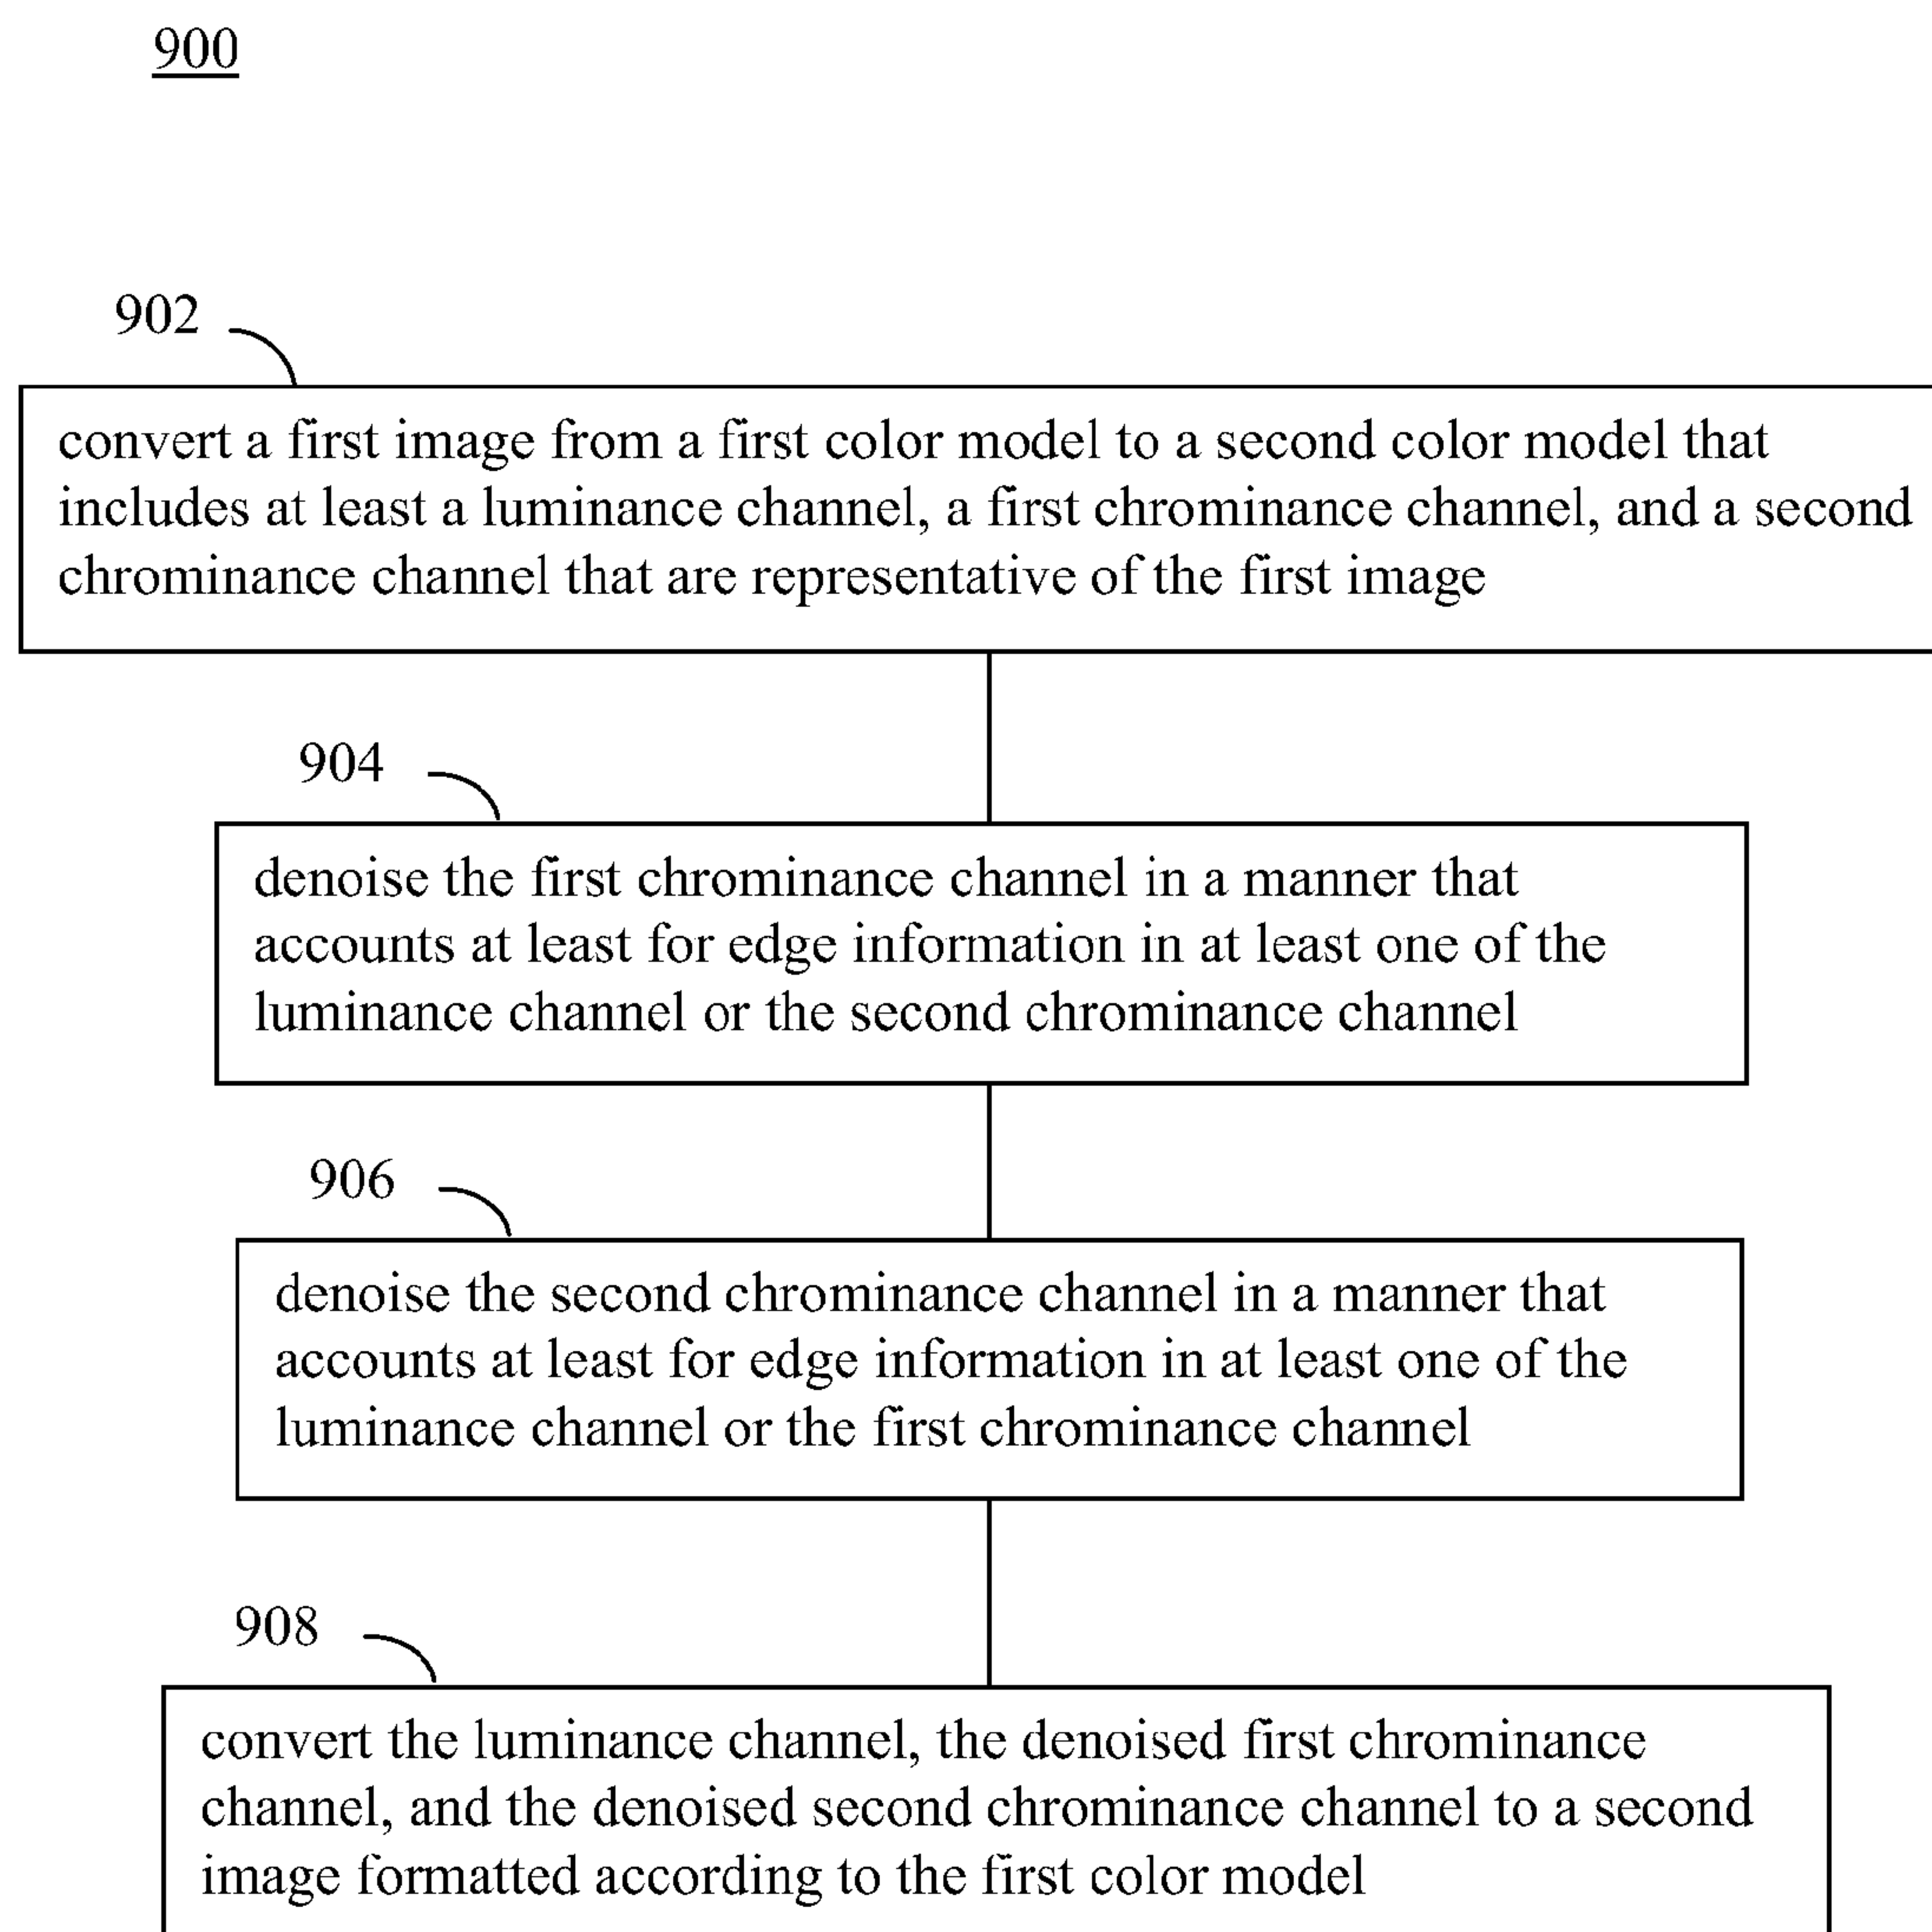 900
902
convert a first image from a first color model to a second color model that
includes at least a luminance channel, a first chrominance channel, and a second
chrominance channel that are representative of the first image
904
denoise the first chrominance channel in a manner that
accounts at least for edge information in at least one of the
luminance channel or the second chrominance channel
906
denoise the second chrominance channel in a manner that
accounts at least for edge information in at least one of the
luminance channel or the first chrominance channel
908
convert the luminance channel, the denoised first chrominance
channel, and the denoised second chrominance channel to a second
image formatted according to the first color model